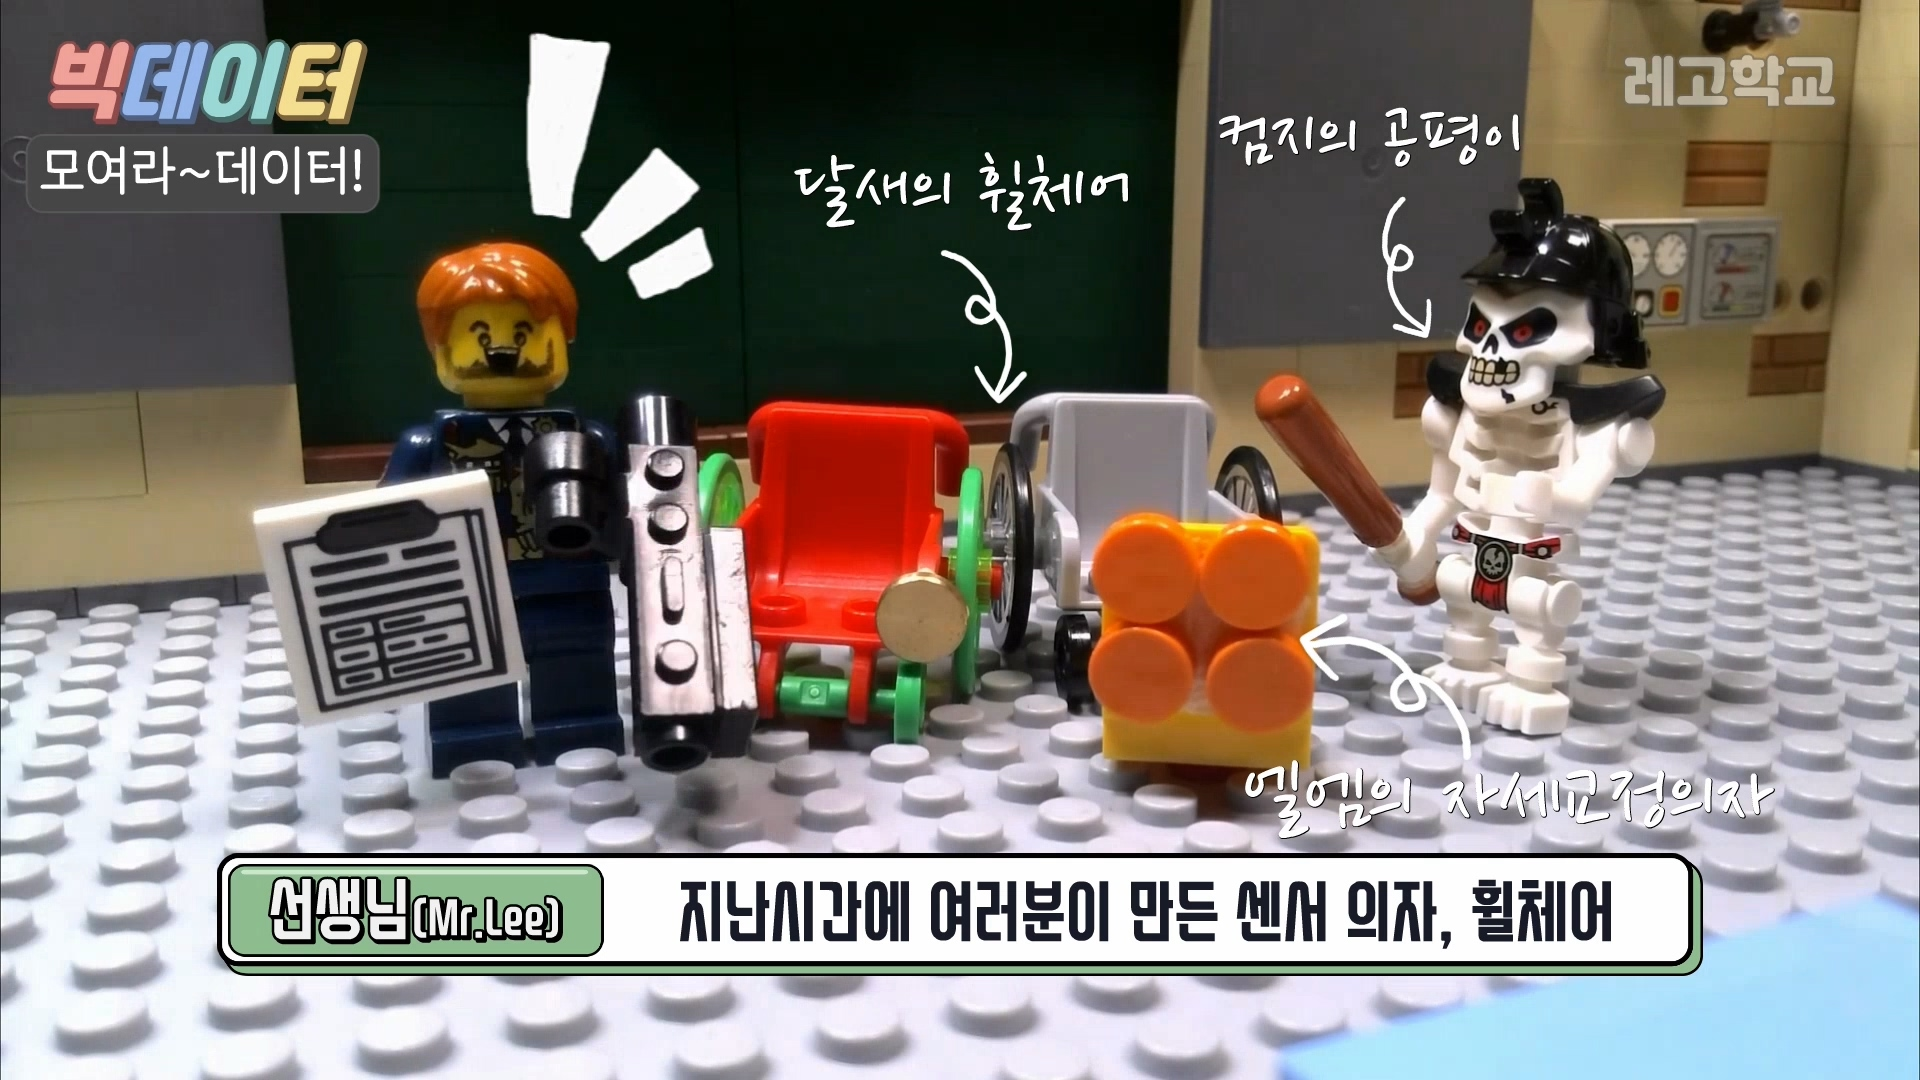 빅데이터
모여라~데이터!
레고학교
컴지의 공평이
달새의 휠체어
엘엠의 자세교정의자
선생님(Mr.Lee)
지난시간에 여러분이 만든 센서 의자, 휠체어